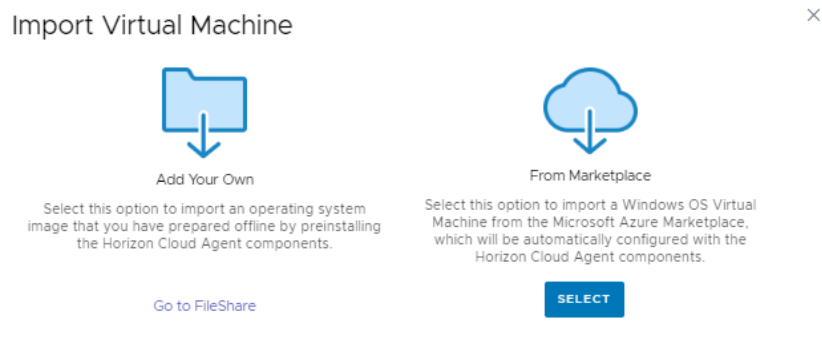 Import Virtual Machine
Add Your Own
Select this option to import an operating system
image that you have prepared offline by preinstalling
the Horizon Cloud Agent components.
Go to FileShare
From Marketplace
Select this option to import a Windows OS Virtual
Machine from the Microsoft Azure Marketplace,
which will be automatically configured with the
Horizon Cloud Agent components.
SELECT